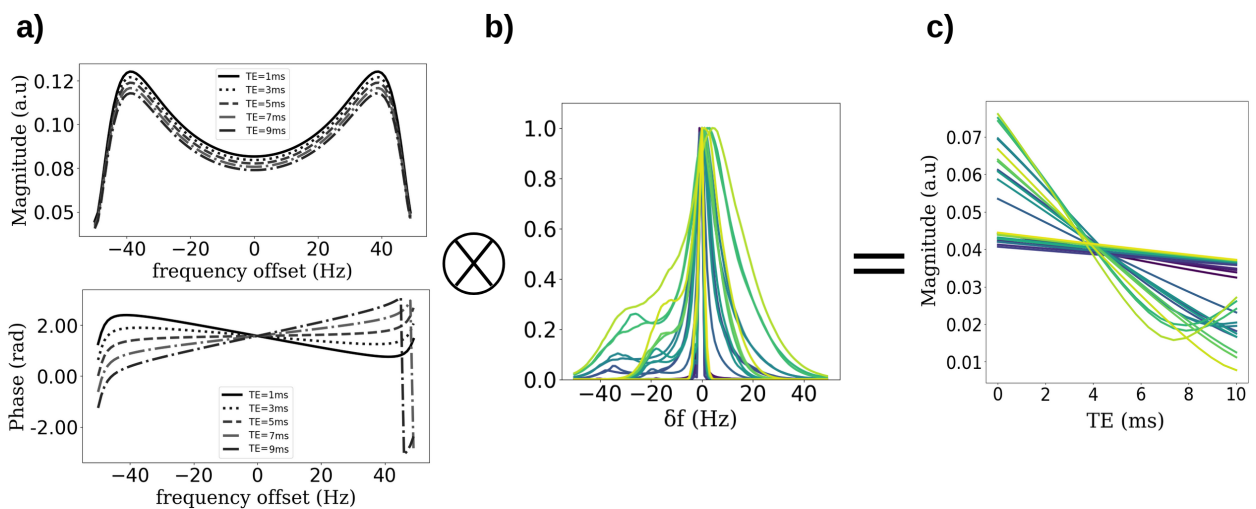 a)
b)
c)
Magnitude (a.u)
0.12
0.10
0.08
0.05
TE=1ms
TE=3ms
TE=5ms
TE=7ms
TE=9ms
−40 −20 0 20 40
frequency offset (Hz)
Phase (rad)
2.00
0.00
-2.00
TE=1ms
TE=3ms
TE=5ms
TE=7ms
TE=9ms
−40 −20 0 20 40
frequency offset (Hz)
1.0
0.8
0.6
0.4
0.2
0.0
−40 −20 0 20 40
δf (Hz)
Magnitude (a.u)
0.07
0.06
0.05
0.04
0.03
0.02
0.01
0 2 4 6 8 10
TE (ms)